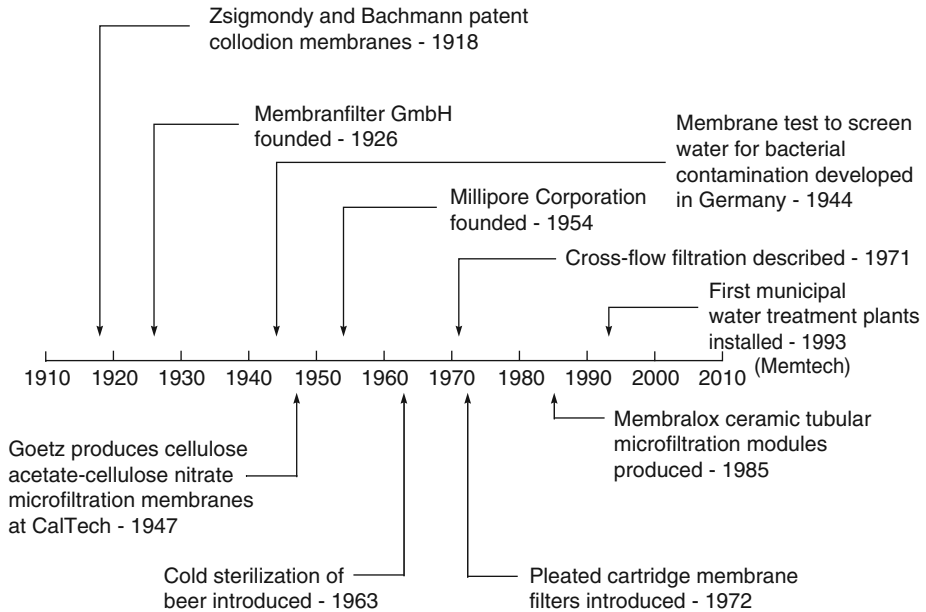 Zsigmondy and Bachmann patent
collodion membranes - 1918
Membranfilter GmbH
founded - 1926
Membrane test to screen
water for bacterial
contamination developed
in Germany - 1944
Millipore Corporation
founded - 1954
Cross-flow filtration described - 1971
First municipal
water treatment plants
installed - 1993
(Memtech)
1910 1920 1930 1940 1950 1960 1970 1980 1990 2000 2010
Goetz produces cellulose
acetate-cellulose nitrate
microfiltration membranes
at CalTech - 1947
Membralox ceramic tubular
microfiltration modules
produced - 1985
Cold sterilization of
beer introduced - 1963
Pleated cartridge membrane
filters introduced - 1972